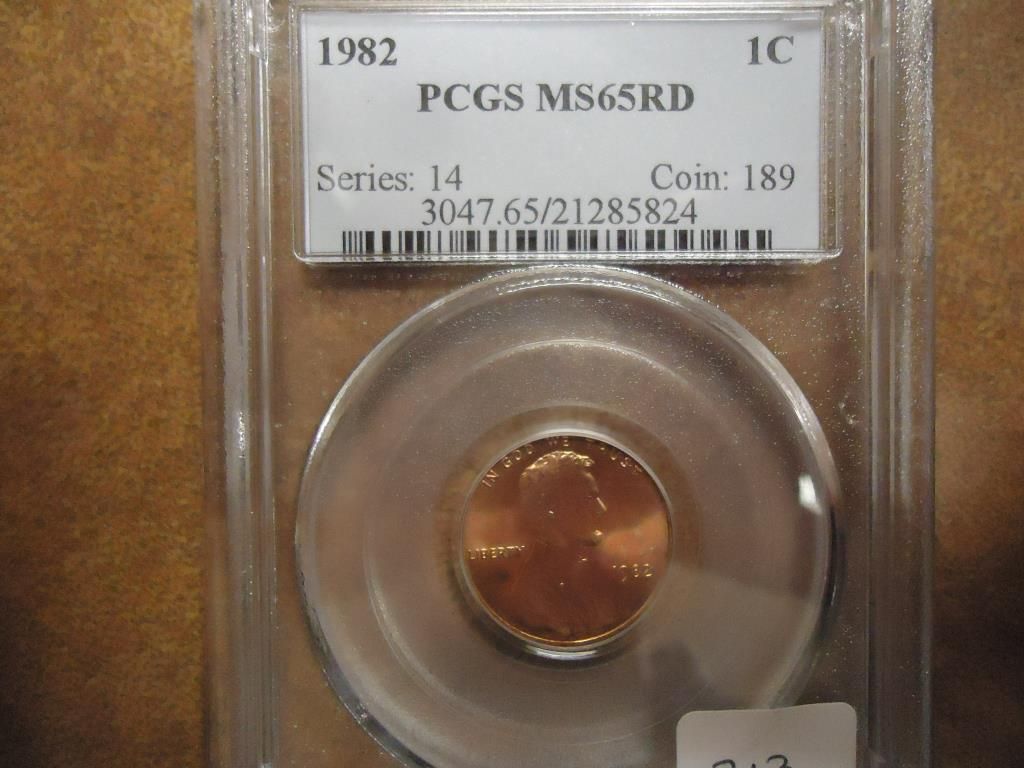 1982 1C
PCGS MS65RD
Series: 14 Coin: 189
3047.65/21285824
IN GOD WE TRUST
LIBERTY
1982